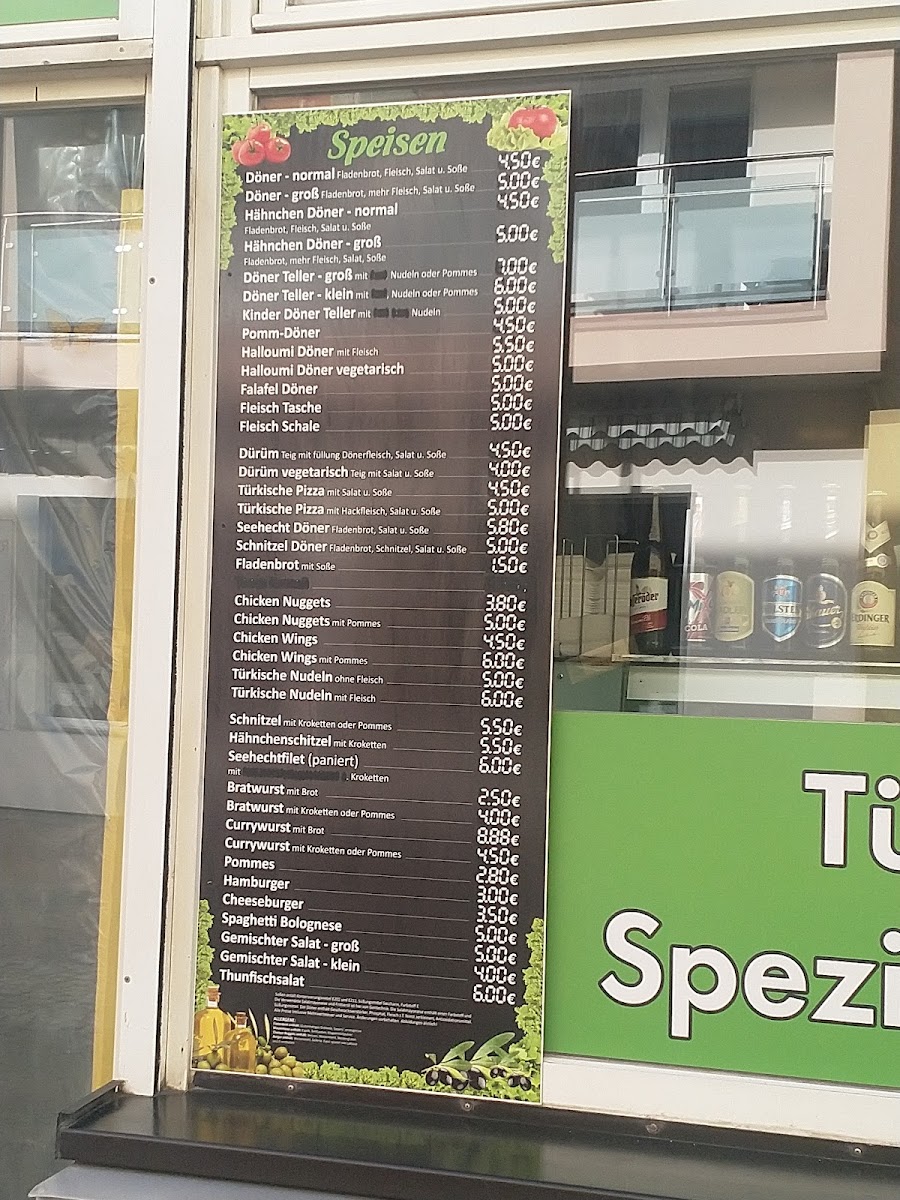 Speisen
Döner - normal Fladenbrot, Fleisch, Salat u. Soße 4.50€
Döner - groß Fladenbrot, mehr Fleisch, Salat u. Soße 5.00€
Hähnchen Döner - normal 4.50€
Fladenbrot, Fleisch, Salat u. Soße
Hähnchen Döner - groß 5.00€
Fladenbrot, mehr Fleisch, Salat, Soße
Döner Teller - groß mit Nudeln oder Pommes 7.00€
Döner Teller - klein mit , Nudeln oder Pommes 6.00€
Kinder Döner Teller mit Nudeln 5.00€
Pomm-Döner 4.50€
Halloumi Döner mit Fleisch 5.50€
Halloumi Döner vegetarisch 5.00€
Falafel Döner 5.00€
Fleisch Tasche 5.00€
Fleisch Schale 5.00€
Dürüm Teig mit füllung Dönerfleisch, Salat u. Soße 4.50€
Dürüm vegetarisch Teig mit Salat u. Soße 4.00€
Türkische Pizza mit Salat u. Soße 4.50€
Türkische Pizza mit Hackfleisch, Salat u. Soße 5.00€
Seehecht Döner Fladenbrot, Salat u. Soße 5.80€
Schnitzel Döner Fladenbrot, Schnitzel, Salat u. Soße 5.00€
Fladenbrot mit Soße 1.50€
Chicken Nuggets 3.80€
Chicken Nuggets mit Pommes 5.00€
Chicken Wings 4.50€
Chicken Wings mit Pommes 6.00€
Türkische Nudeln ohne Fleisch 5.00€
Türkische Nudeln mit Fleisch 6.00€
Schnitzel mit Kroketten oder Pommes 5.50€
Hähnchenschitzel mit Kroketten 5.50€
Seehechtfilet (paniert) 6.00€
mit , Kroketten
Bratwurst mit Brot 2.50€
Bratwurst mit Kroketten oder Pommes 4.00€
Currywurst mit Brot 8.88€
Currywurst mit Kroketten oder Pommes 4.50€
Pommes 2.80€
Hamburger 3.00€
Cheeseburger 3.50€
Spaghetti Bolognese 5.00€
Gemischter Salat - groß 5.00€
Gemischter Salat - klein 4.00€
Thunfischsalat 6.00€
ALLERGENE:
COLA
Tü
Spezi